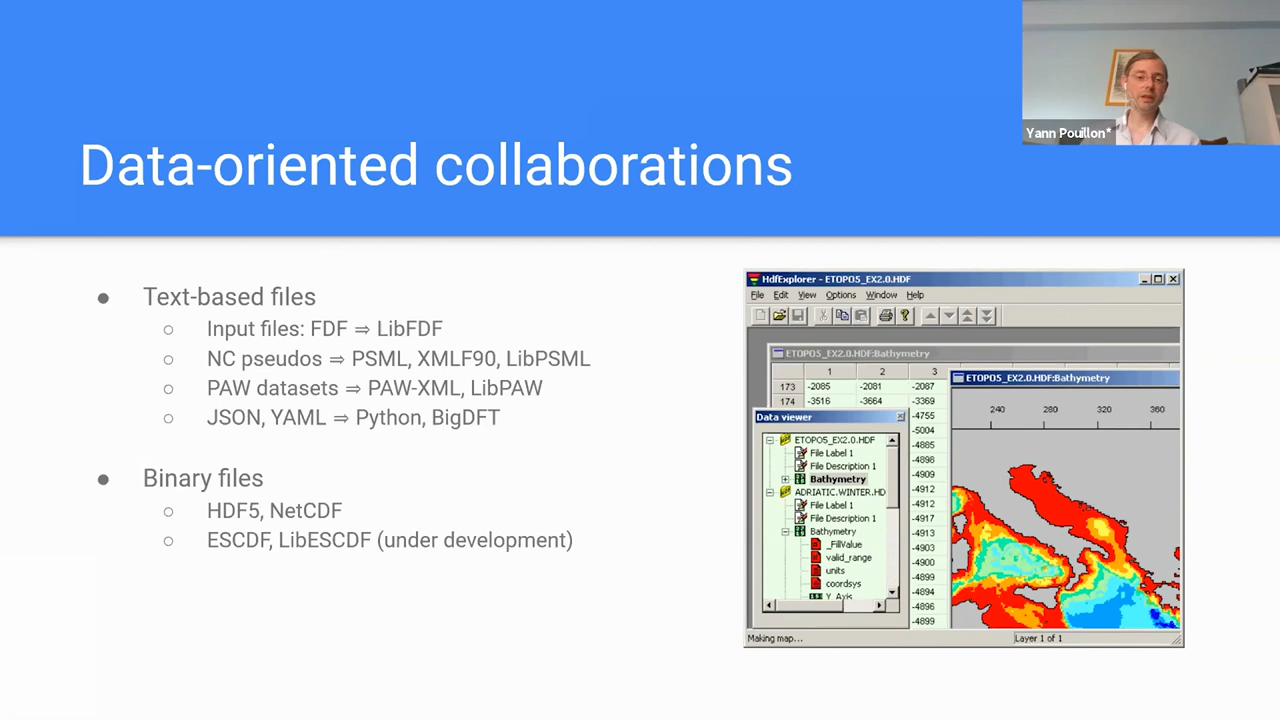 Yann Pouillon*
Data-oriented collaborations
● Text-based files
○ Input files: FDF ⇒ LibFDF
○ NC pseudos ⇒ PSML, XMLF90, LibPSML
○ PAW datasets ⇒ PAW-XML, LibPAW
○ JSON, YAML ⇒ Python, BigDFT
● Binary files
○ HDF5, NetCDF
○ ESCDF, LibESCDF (under development)
HdfExplorer - ETOPO5_EX2.0.HDF
File Edit View Options Window Help
ETOPO5_EX2.0.HDF:Bathymetry
1 2 3
173 -2085 -2081 -2087
174 -3516 -3664 -3369
-4755
-5004
-4885
-4898
-4909
-4912
-4912
-4917
-4913
-4903
-4900
-4899
-4894
-4896
-4899
Data viewer
ETOPO5_EX2.0.HDF
File Label 1
File Description 1
Bathymetry
ADRIATIC.WINTER.HD
File Label 1
File Description 1
Bathymetry
_FillValue
valid_range
units
coordsys
Y_Axis
ETOPO5_EX2.0.HDF:Bathymetry
240 280 320 360
Making map...
Layer 1 of 1